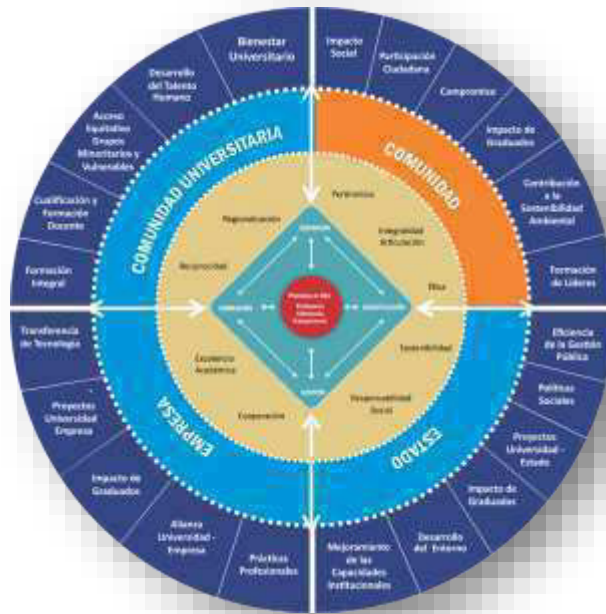 Bienestar
Universitario
Desarrollo
del Talento
Humano
Acceso
Equitativo
Grupos
Minoritarios y
Vulnerables
Cualificación y
Formación
Docente
Formación
Integral
Impacto
Social
Participación
Ciudadana
Compromiso
Impacto de
Graduados
Contribución
a la
Sostenibilidad
Ambiental
Formación
de Líderes
Eficiencia
de la Gestión
Pública
Políticas
Sociales
Proyectos
Universidad -
Estado
Impacto de
Graduados
Desarrollo
del Entorno
Mejoramiento
de las
Capacidades
Institucionales
Prácticas
Profesionales
Alianza
Universidad -
Empresa
Impacto de
Graduados
Proyectos
Universidad
Empresa
Transferencia
de Tecnología
COMUNIDAD UNIVERSITARIA
COMUNIDAD
ESTADO
EMPRESA
Pertinencia
Integralidad
Articulación
Ética
Sostenibilidad
Responsabilidad
Social
Cooperación
Excelencia
Académica
Reciprocidad
Regionalización